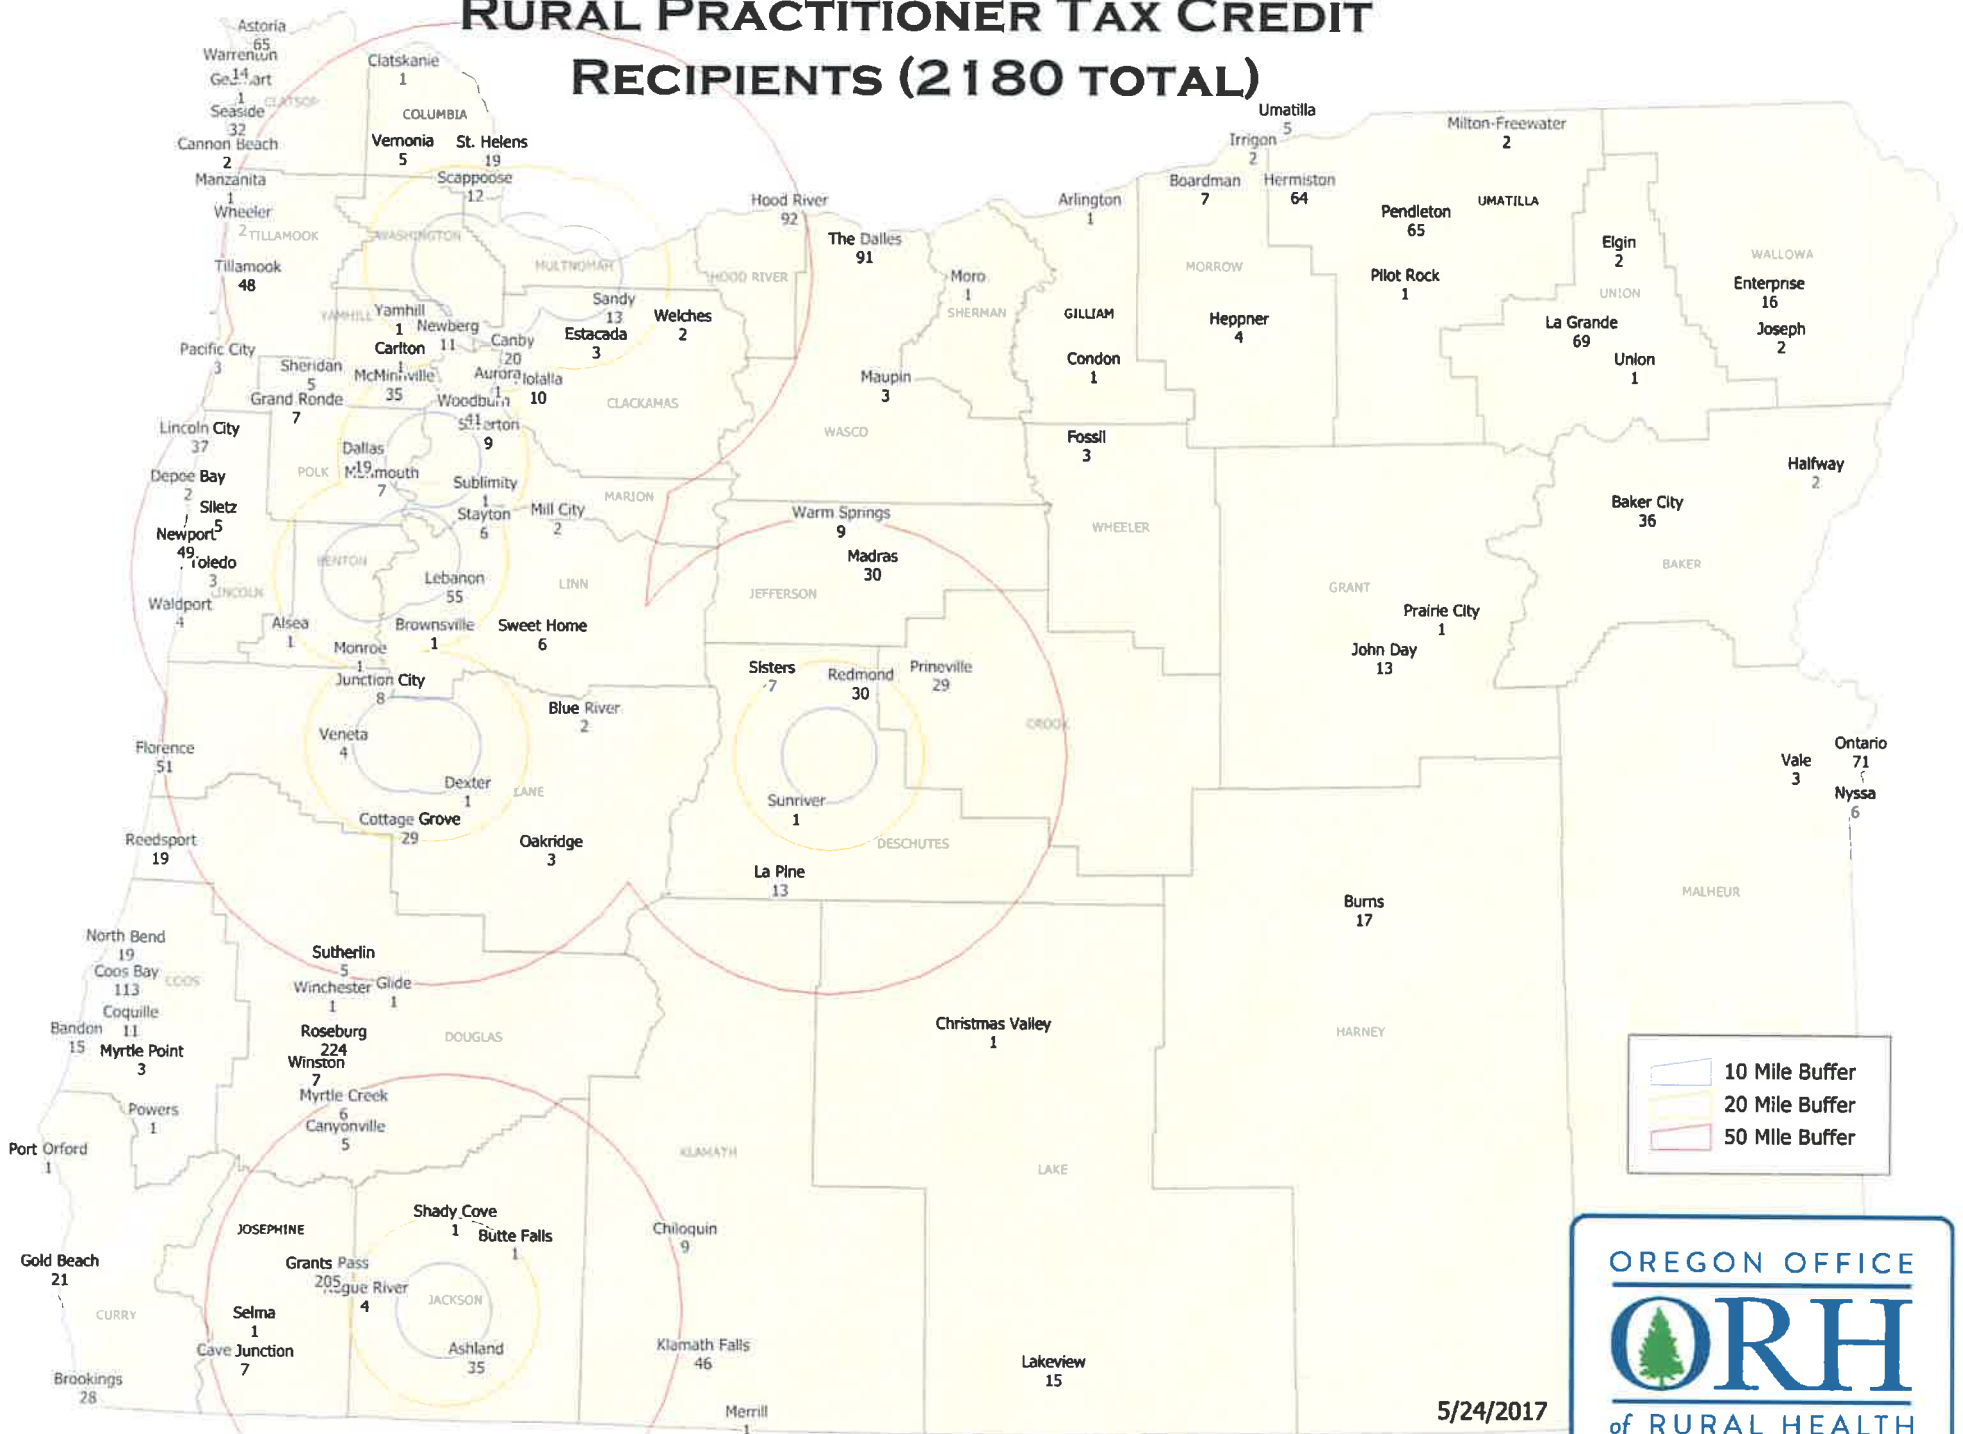 RURAL PRACTITIONER TAX CREDIT
RECIPIENTS (2180 TOTAL)
Astoria
65
Warrenton
14
Gearhart
1
CLATSOP
Seaside
32
Cannon Beach
2
Manzanita
1
Wheeler
2
TILLAMOOK
Tillamook
48
Clatskanie
1
COLUMBIA
Vernonia
5
St. Helens
19
Scappoose
12
WASHINGTON
MULTNOMAH
HOOD RIVER
Hood River
92
The Dalles
91
Moro
1
SHERMAN
Arlington
1
GILLIAM
Condon
1
Umatilla
5
Irrigon
2
Boardman
7
Hermiston
64
MORROW
Heppner
4
Milton-Freewater
2
UMATILLA
Pendleton
65
Pilot Rock
1
Elgin
2
UNION
La Grande
69
Union
1
WALLOWA
Enterprise
16
Joseph
2
YAMHILL
Yamhill
1
Newberg
11
Carlton
1
McMinnville
35
Canby
20
Aurora
1
Molalla
10
Sandy
13
Estacada
3
Welches
2
CLACKAMAS
Pacific City
3
Sheridan
5
Grand Ronde
7
Woodburn
41
Silverton
9
Lincoln City
37
Dallas
19
POLK
Monmouth
7
Depoe Bay
2
Siletz
5
Newport
49
Toledo
3
LINCOLN
Waldport
4
Sublimity
1
Stayton
6
Mill City
2
MARION
BENTON
Lebanon
55
LINN
Alsea
1
Brownsville
1
Sweet Home
6
Monroe
1
Junction City
8
Maupin
3
WASCO
Fossil
3
WHEELER
Warm Springs
9
Madras
30
JEFFERSON
Sisters
7
Redmond
30
Prineville
29
CROOK
Sunriver
1
DESCHUTES
La Pine
13
GRANT
Prairie City
1
John Day
13
Halfway
2
Baker City
36
BAKER
Blue River
2
Veneta
4
Florence
51
Dexter
1
LANE
Cottage Grove
29
Oakridge
3
Reedsport
19
Vale
3
Ontario
71
Nyssa
6
MALHEUR
Burns
17
HARNEY
North Bend
19
Coos Bay
113
COOS
Coquille
11
Bandon
15
Myrtle Point
3
Powers
1
Port Orford
1
Sutherlin
5
Winchester
1
Glide
1
Roseburg
224
Winston
7
DOUGLAS
Myrtle Creek
6
Canyonville
5
Christmas Valley
1
KLAMATH
LAKE
10 Mile Buffer
20 Mile Buffer
50 Mile Buffer
Gold Beach
21
CURRY
Brookings
28
JOSEPHINE
Grants Pass
205
Rogue River
4
Selma
1
Cave Junction
7
Shady Cove
1
Butte Falls
1
JACKSON
Ashland
35
Chiloquin
9
Klamath Falls
46
Merrill
1
Lakeview
15
5/24/2017
OREGON OFFICE
ORH
of RURAL HEALTH